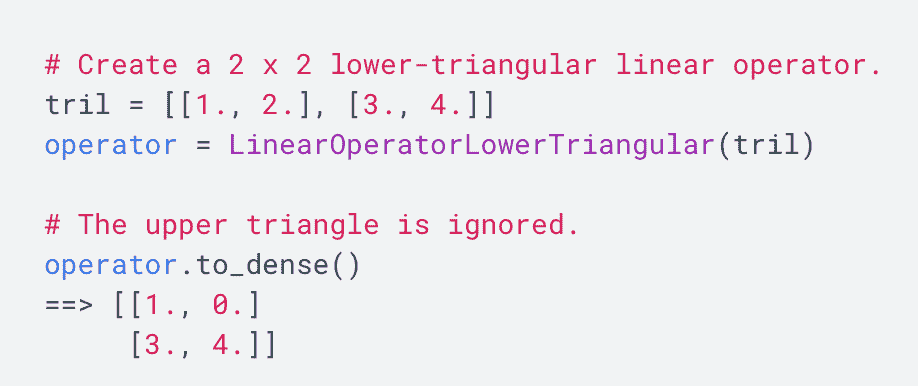 # Create a 2 x 2 lower-triangular linear operator.
tril = [[1., 2.], [3., 4.]]
operator = LinearOperatorLowerTriangular(tril)
# The upper triangle is ignored.
operator.to_dense()
==> [[1., 0.]
[3., 4.]]